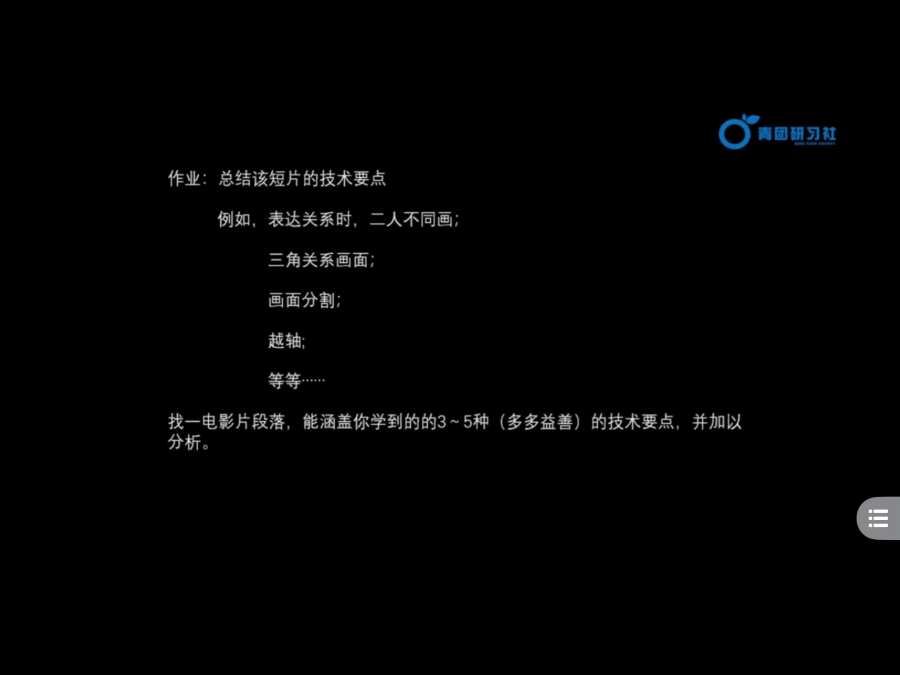 青团研习社
作业：总结该短片的技术要点
例如，表达关系时，二人不同画；
三角关系画面；
画面分割；
越轴；
等等······
找一电影片段落，能涵盖你学到的的3～5种（多多益善）的技术要点，并加以
分析。